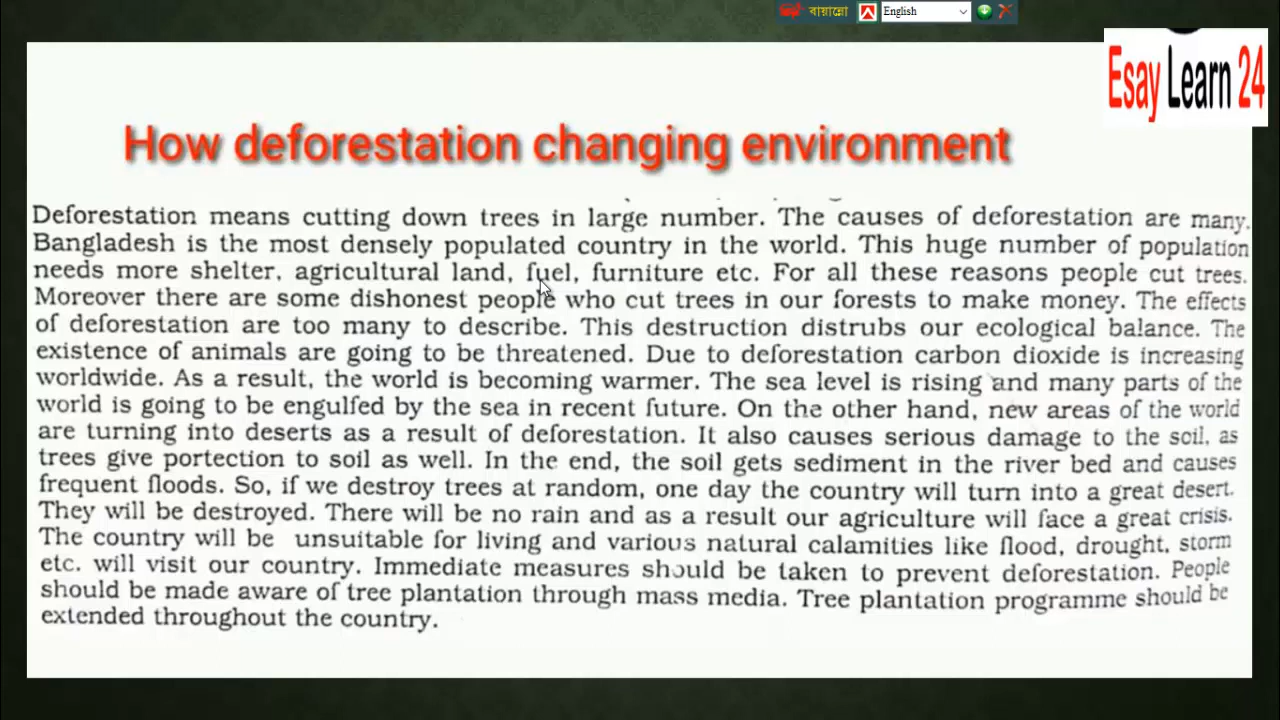 বায়ান্নো English
Esay Learn 24
How deforestation changing environment
Deforestation means cutting down trees in large number. The causes of deforestation are many.
Bangladesh is the most densely populated country in the world. This huge number of population
needs more shelter, agricultural land, fuel, furniture etc. For all these reasons people cut trees.
Moreover there are some dishonest people who cut trees in our forests to make money. The effects
of deforestation are too many to describe. This destruction distrubs our ecological balance. The
existence of animals are going to be threatened. Due to deforestation carbon dioxide is increasing
worldwide. As a result, the world is becoming warmer. The sea level is rising and many parts of the
world is going to be engulfed by the sea in recent future. On the other hand, new areas of the world
are turning into deserts as a result of deforestation. It also causes serious damage to the soil, as
trees give portection to soil as well. In the end, the soil gets sediment in the river bed and causes
frequent floods. So, if we destroy trees at random, one day the country will turn into a great desert.
They will be destroyed. There will be no rain and as a result our agriculture will face a great crisis.
The country will be unsuitable for living and various natural calamities like flood, drought, storm
etc. will visit our country. Immediate measures should be taken to prevent deforestation. People
should be made aware of tree plantation through mass media. Tree plantation programme should be
extended throughout the country.